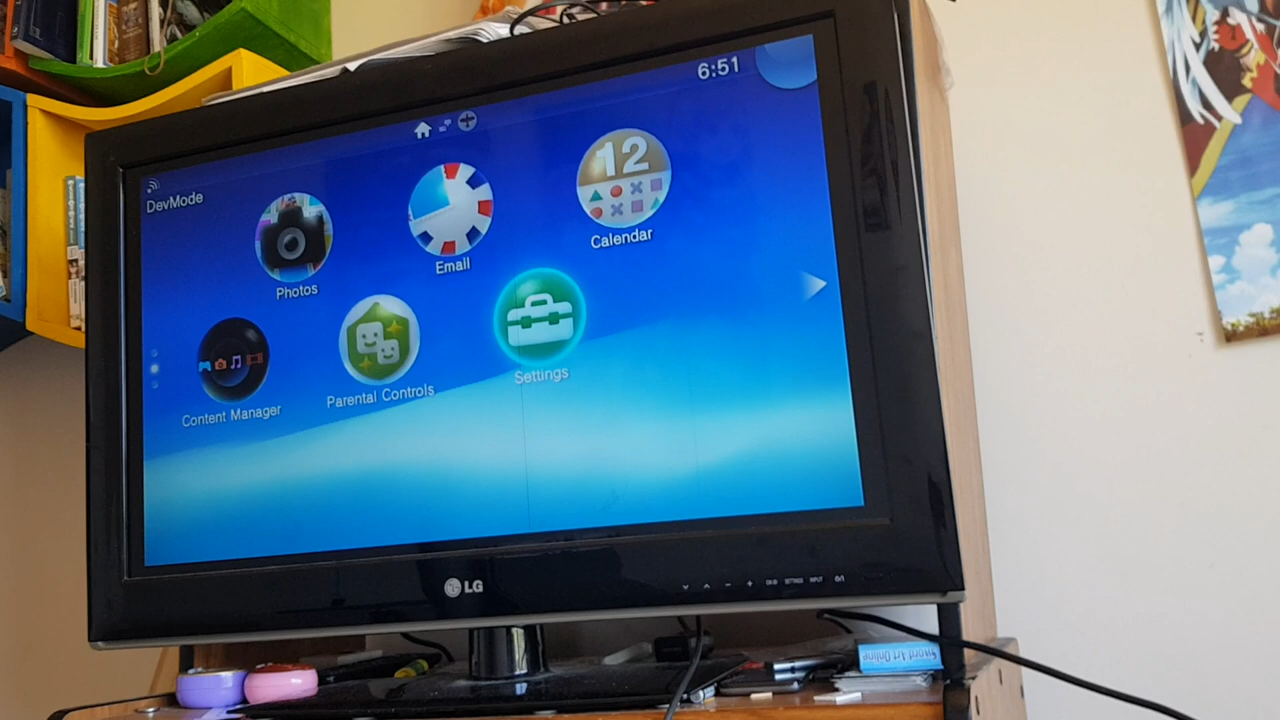 6:51
DevMode
12
Photos
Email
Calendar
Content Manager
Parental Controls
Settings
LG
SETTINGS
INPUT
Sword Art Online